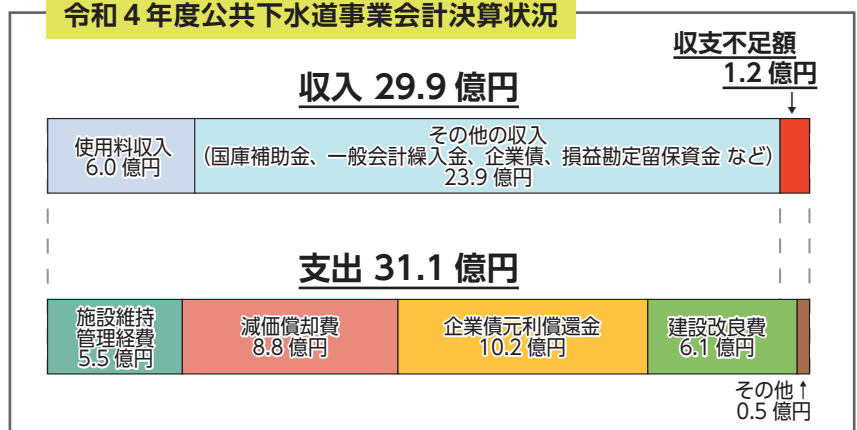 令和４年度公共下水道事業会計決算状況
収支不足額
1.2 億円
↓
収入 29.9 億円
使用料収入
6.0 億円
その他の収入
（国庫補助金、一般会計繰入金、企業債、損益勘定留保資金 など）
23.9 億円
支出 31.1 億円
施設維持
管理経費
5.5 億円
減価償却費
8.8 億円
企業債元利償還金
10.2 億円
建設改良費
6.1 億円
その他↑
0.5 億円